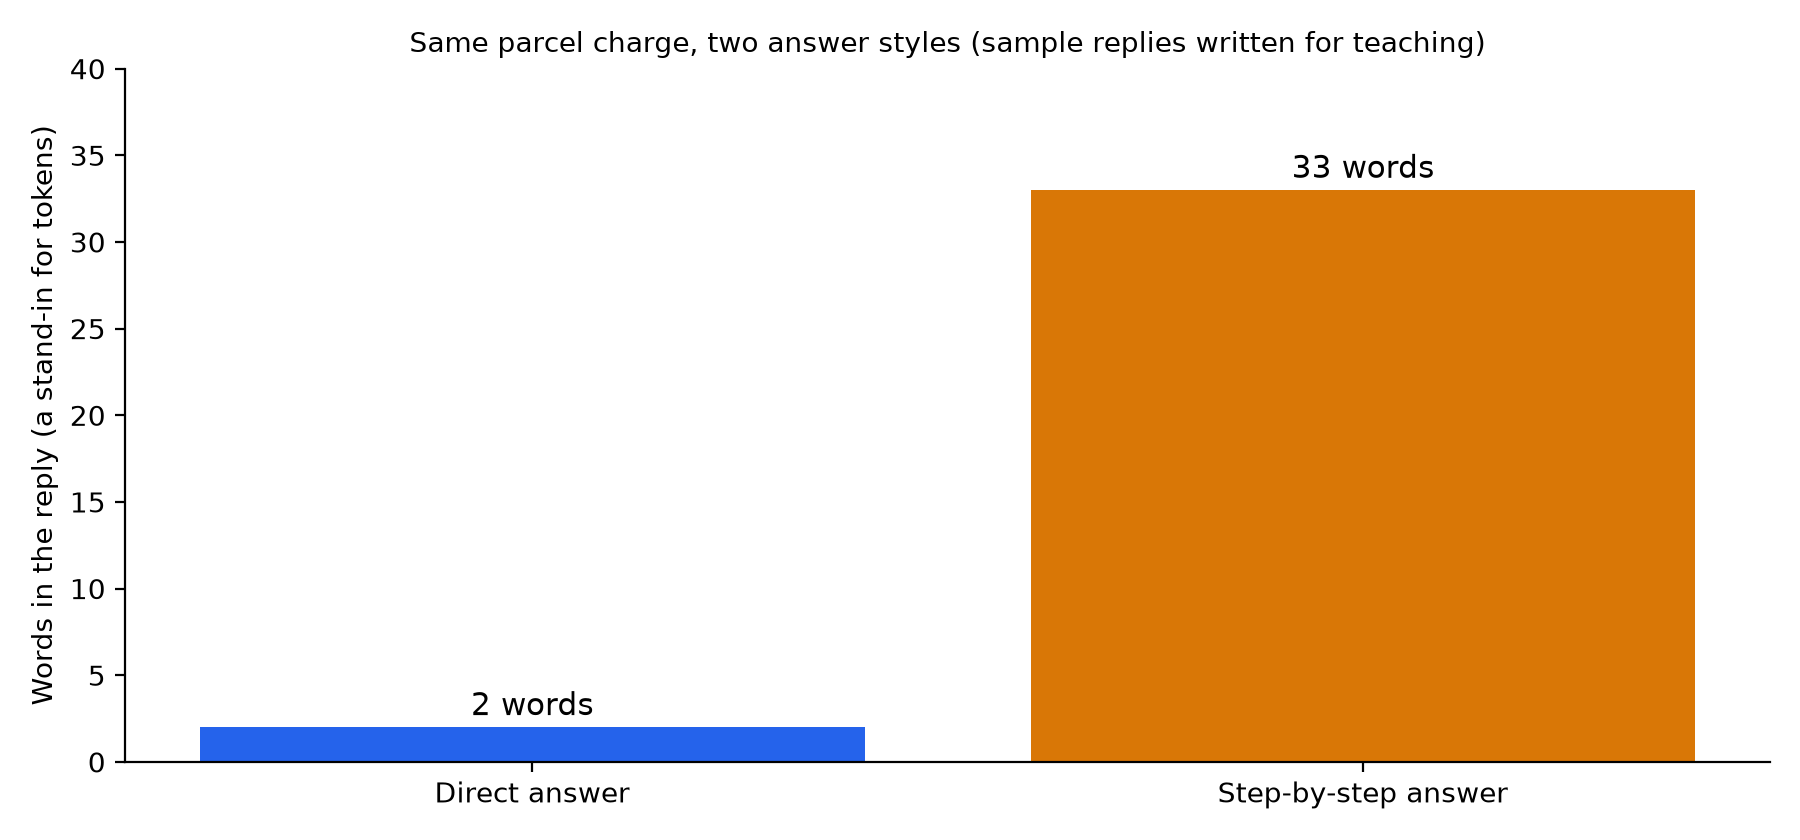 Same parcel charge, two answer styles (sample replies written for teaching)
Words in the reply (a stand-in for tokens)
40
35
30
25
20
15
10
5
0
2 words
33 words
Direct answer
Step-by-step answer